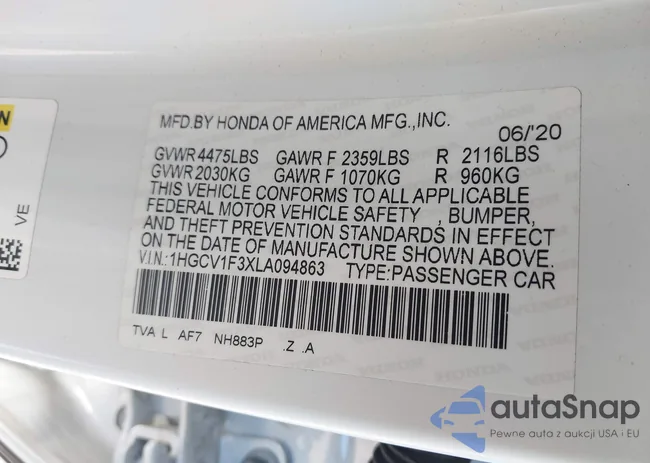 MFD.BY HONDA OF AMERICA MFG.,INC.
06/'20
GVWR 4475LBS GAWR F 2359LBS R 2116LBS
GVWR 2030KG GAWR F 1070KG R 960KG
THIS VEHICLE CONFORMS TO ALL APPLICABLE
FEDERAL MOTOR VEHICLE SAFETY , BUMPER,
AND THEFT PREVENTION STANDARDS IN EFFECT
ON THE DATE OF MANUFACTURE SHOWN ABOVE.
V.I.N.:1HGCV1F3XLA094863 TYPE:PASSENGER CAR
TVA L AF7 NH883P .Z .A
VE
autaSnap
Pewne auta z aukcji USA i EU